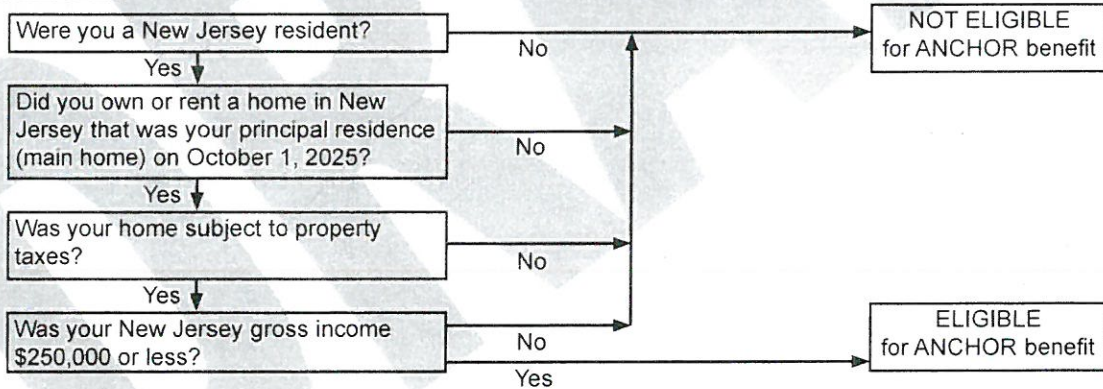 Were you a New Jersey resident?
No
NOT ELIGIBLE
for ANCHOR benefit
Yes
Did you own or rent a home in New
Jersey that was your principal residence
(main home) on October 1, 2025?
No
Yes
Was your home subject to property
taxes?
No
Yes
Was your New Jersey gross income
$250,000 or less?
No
Yes
ELIGIBLE
for ANCHOR benefit